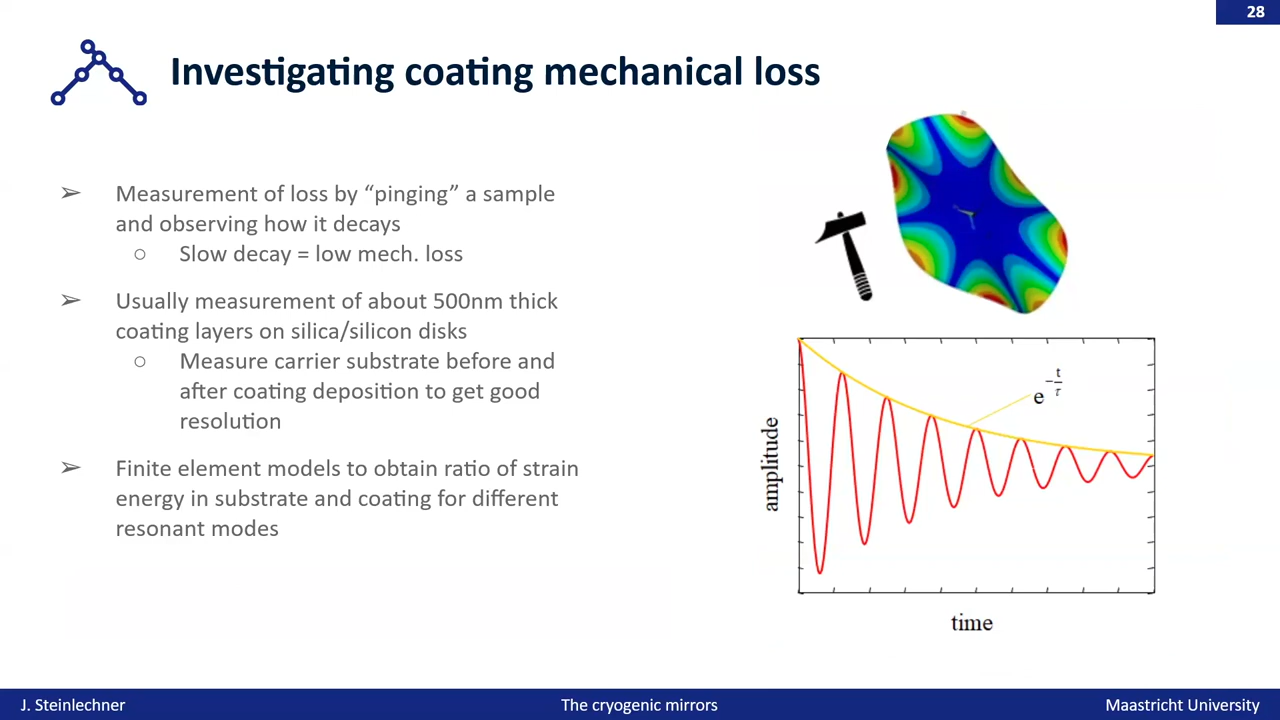 28
Investigating coating mechanical loss
➢ Measurement of loss by “pinging” a sample
and observing how it decays
○ Slow decay = low mech. loss
➢ Usually measurement of about 500nm thick
coating layers on silica/silicon disks
○ Measure carrier substrate before and
after coating deposition to get good
resolution
➢ Finite element models to obtain ratio of strain
energy in substrate and coating for different
resonant modes
amplitude
e^{-t/τ}
time
J. Steinlechner
The cryogenic mirrors
Maastricht University